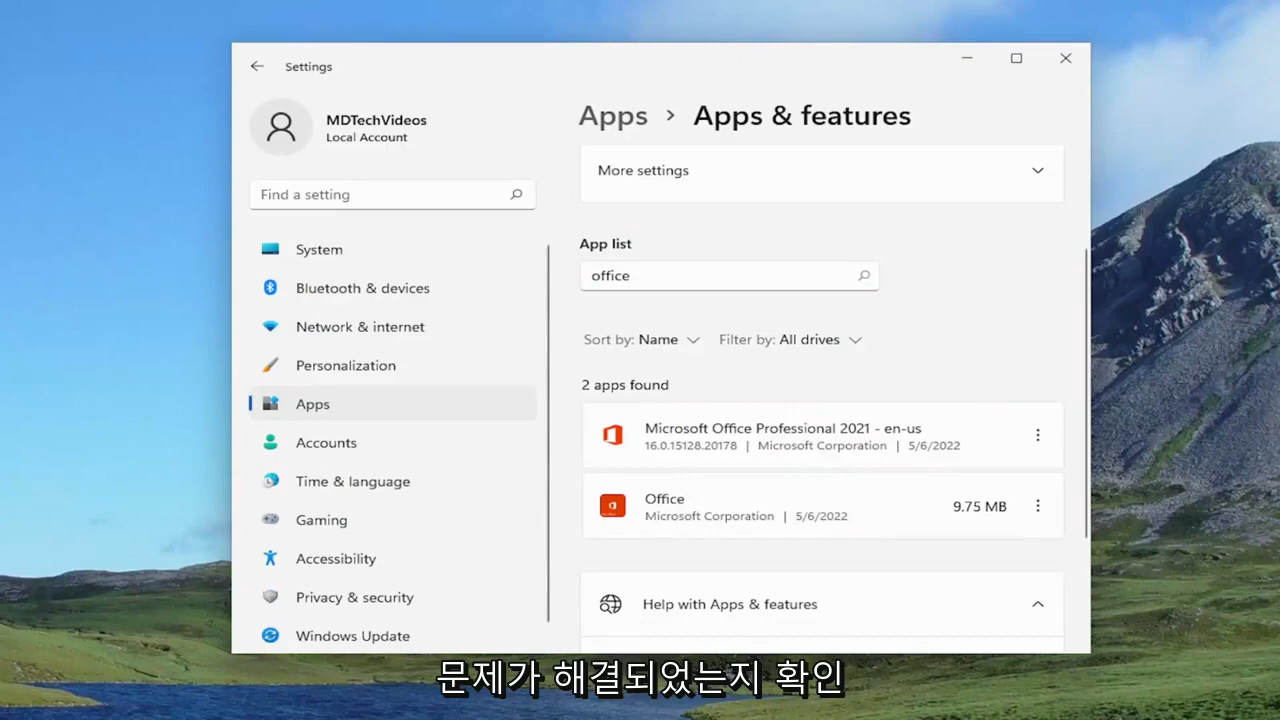 Settings
MDTechVideos
Local Account
Find a setting
System
Bluetooth & devices
Network & internet
Personalization
Apps
Accounts
Time & language
Gaming
Accessibility
Privacy & security
Windows Update
Apps > Apps & features
More settings
App list
office
Sort by: Name Filter by: All drives
2 apps found
Microsoft Office Professional 2021 - en-us
16.0.15128.20178 | Microsoft Corporation | 5/6/2022
Office
Microsoft Corporation | 5/6/2022
9.75 MB
Help with Apps & features
문제가 해결되었는지 확인